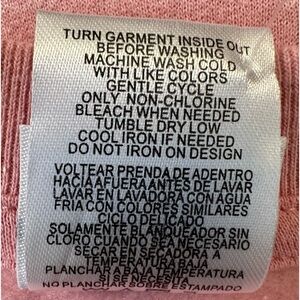 TURN GARMENT INSIDE OUT
BEFORE WASHING
MACHINE WASH COLD
WITH LIKE COLORS
GENTLE CYCLE
ONLY NON-CHLORINE
BLEACH WHEN NEEDED
TUMBLE DRY LOW
COOL IRON IF NEEDED
DO NOT IRON ON DESIGN
VOLTEAR PRENDA DE ADENTRO
HACIA AFUERA ANTES DE LAVAR
LAVAR EN LAVADORA CON AGUA
FRIA CON COLORES SIMILARES
CICLO DELICADO
SOLAMENTE BLANQUEADOR SIN
CLORO CUANDO SEA NECESARIO
SECAR EN SECADORA A
TEMPERATURA BAJA
PLANCHAR A BAJA TEMPERATURA
SI SE NECESITA
NO PLANCHAR SOBRE ESTAMPADO